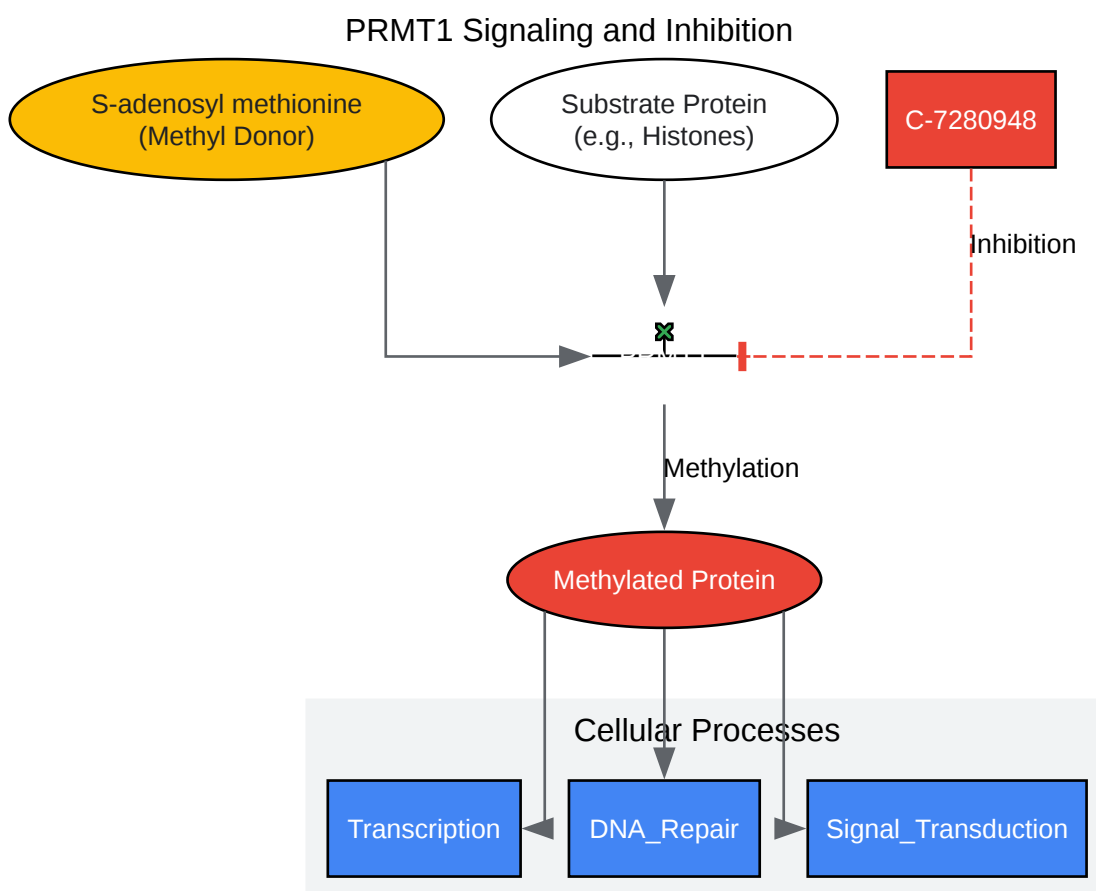 PRMT1 Signaling and Inhibition
S-adenosyl methionine
(Methyl Donor)
Substrate Protein
(e.g., Histones)
C-7280948
Inhibition
Methylation
Methylated Protein
Cellular Processes
Transcription
DNA_Repair
Signal_Transduction